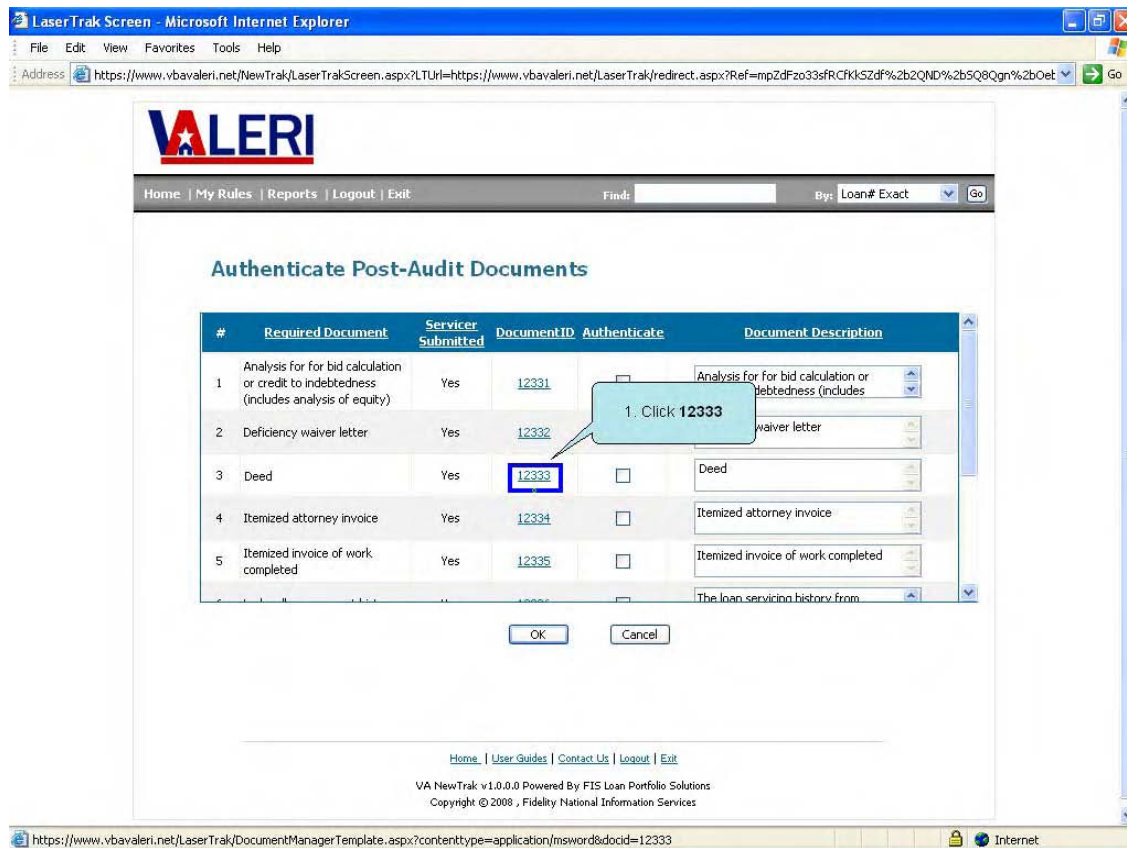 LaserTrak Screen - Microsoft Internet Explorer
File Edit View Favorites Tools Help
Address https://www.vbavaleri.net/NewTrak/LaserTrakScreen.aspx?LTUrl=https://www.vbavaleri.net/LaserTrak/redirect.aspx?Ref=mpZdFzo33sfRCfKkSZdf%2b2QND%2bSQ8Qgn%2bOet Go
VALERI
Home | My Rules | Reports | Logout | Exit Find: By: Loan# Exact Go
Authenticate Post-Audit Documents
# Required Document Servicer Submitted DocumentID Authenticate Document Description
1 Analysis for for bid calculation or credit to indebtedness (includes analysis of equity) Yes 12331 Analysis for for bid calculation or
debtedness (includes
1. Click 12333
2 Deficiency waiver letter Yes 12332 waiver letter
3 Deed Yes 12333 Deed
4 Itemized attorney invoice Yes 12334 Itemized attorney invoice
5 Itemized invoice of work completed Yes 12335 Itemized invoice of work completed
The loan servicing history from
OK Cancel
Home | User Guides | Contact Us | Logout | Exit
VA NewTrak v1.0.0.0 Powered By FIS Loan Portfolio Solutions
Copyright © 2008 , Fidelity National Information Services
https://www.vbavaleri.net/LaserTrak/DocumentManagerTemplate.aspx?contenttype=application/msword&docid=12333 Internet